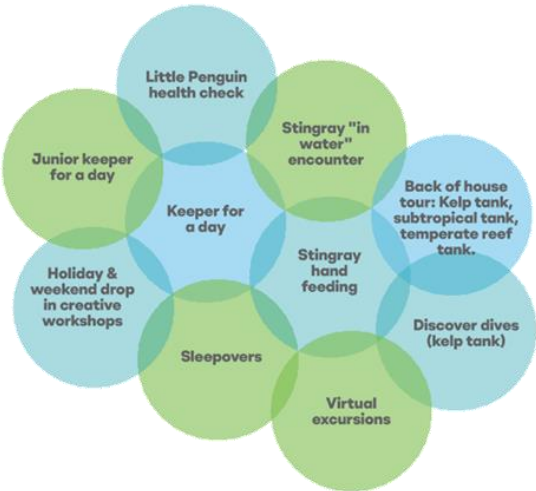 Little Penguin
health check
Stingray "in
water"
encounter
Junior keeper
for a day
Back of house
tour: Kelp tank,
subtropical tank,
temperate reef
tank.
Keeper for
a day
Stingray
hand
feeding
Holiday &
weekend drop
in creative
workshops
Discover dives
(kelp tank)
Sleepovers
Virtual
excursions